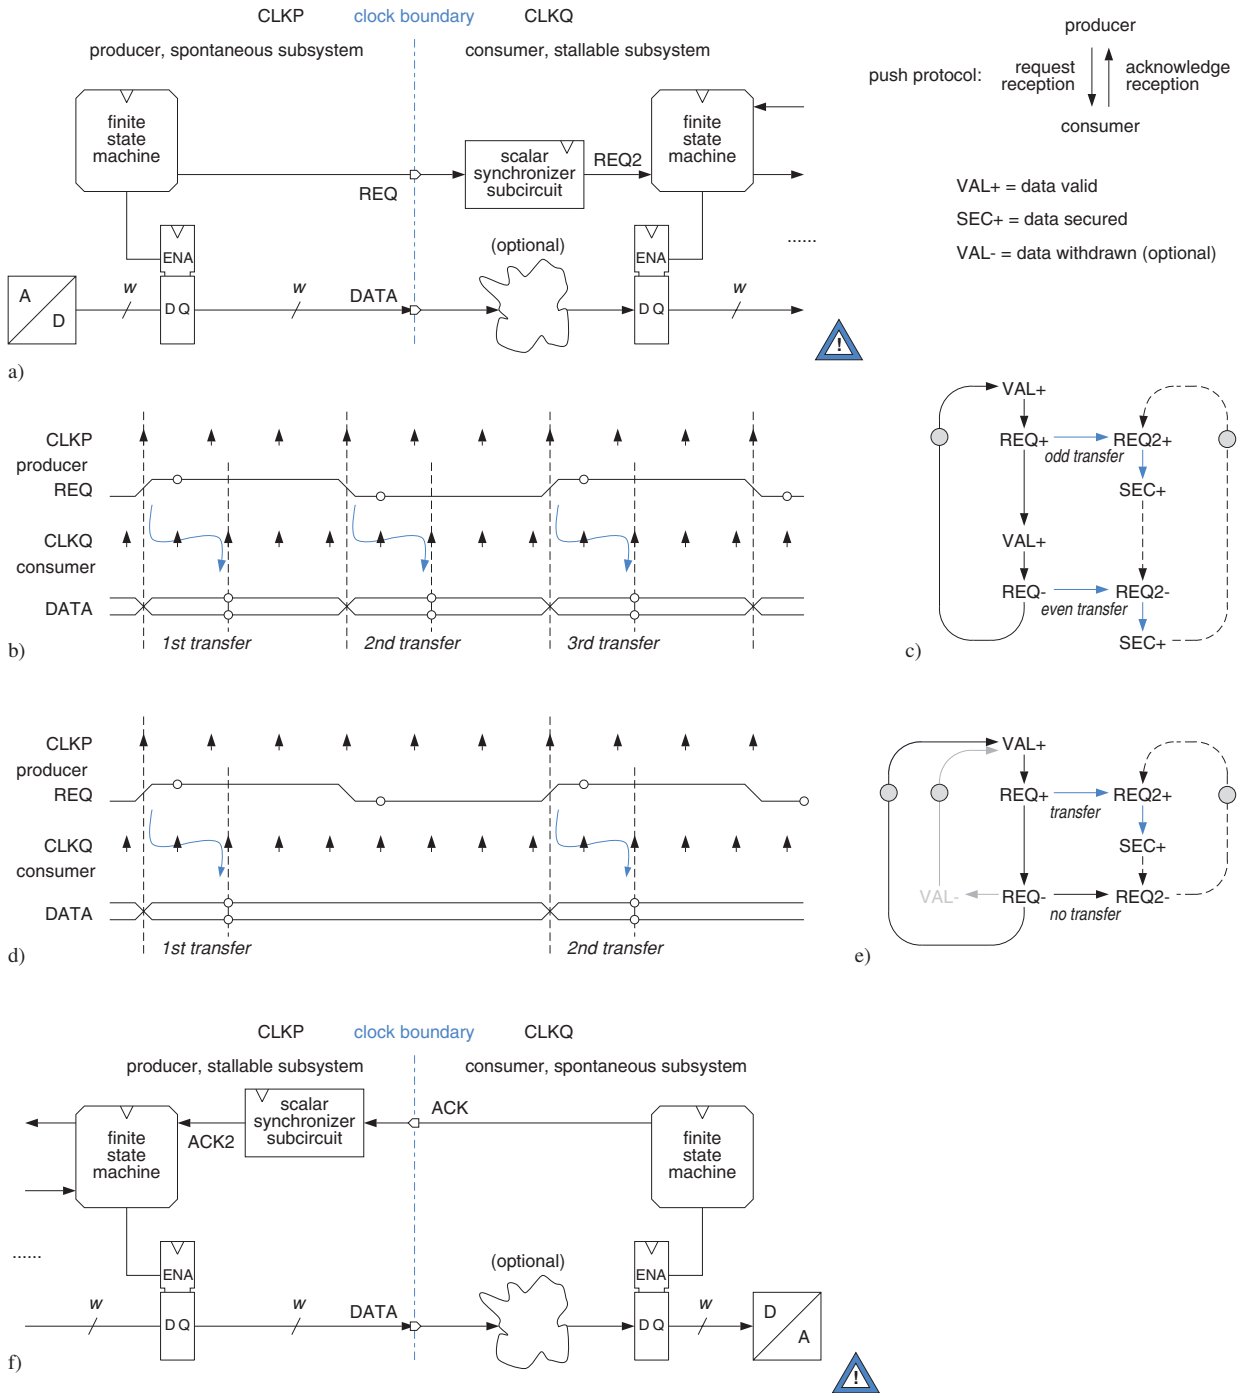 CLKP clock boundary CLKQ
producer, spontaneous subsystem consumer, stallable subsystem
producer
push protocol: request reception acknowledge reception
consumer
finite state machine
scalar synchronizer subcircuit
REQ2
finite state machine
REQ
VAL+ = data valid
SEC+ = data secured
VAL- = data withdrawn (optional)
ENA
(optional)
ENA
......
A D
w
D Q
w
DATA
D Q
w
!
a)
CLKP
producer
REQ
CLKQ
consumer
DATA
1st transfer 2nd transfer 3rd transfer
b)
VAL+
REQ+ odd transfer REQ2+
SEC+
VAL+
REQ- even transfer REQ2-
SEC+
c)
CLKP
producer
REQ
CLKQ
consumer
DATA
1st transfer 2nd transfer
d)
VAL+
REQ+ transfer REQ2+
SEC+
VAL- REQ- no transfer REQ2-
e)
CLKP clock boundary CLKQ
producer, stallable subsystem consumer, spontaneous subsystem
finite state machine
ACK2
scalar synchronizer subcircuit
ACK
finite state machine
......
ENA
(optional)
ENA
w
D Q
w
DATA
D Q
w
D A
!
f)